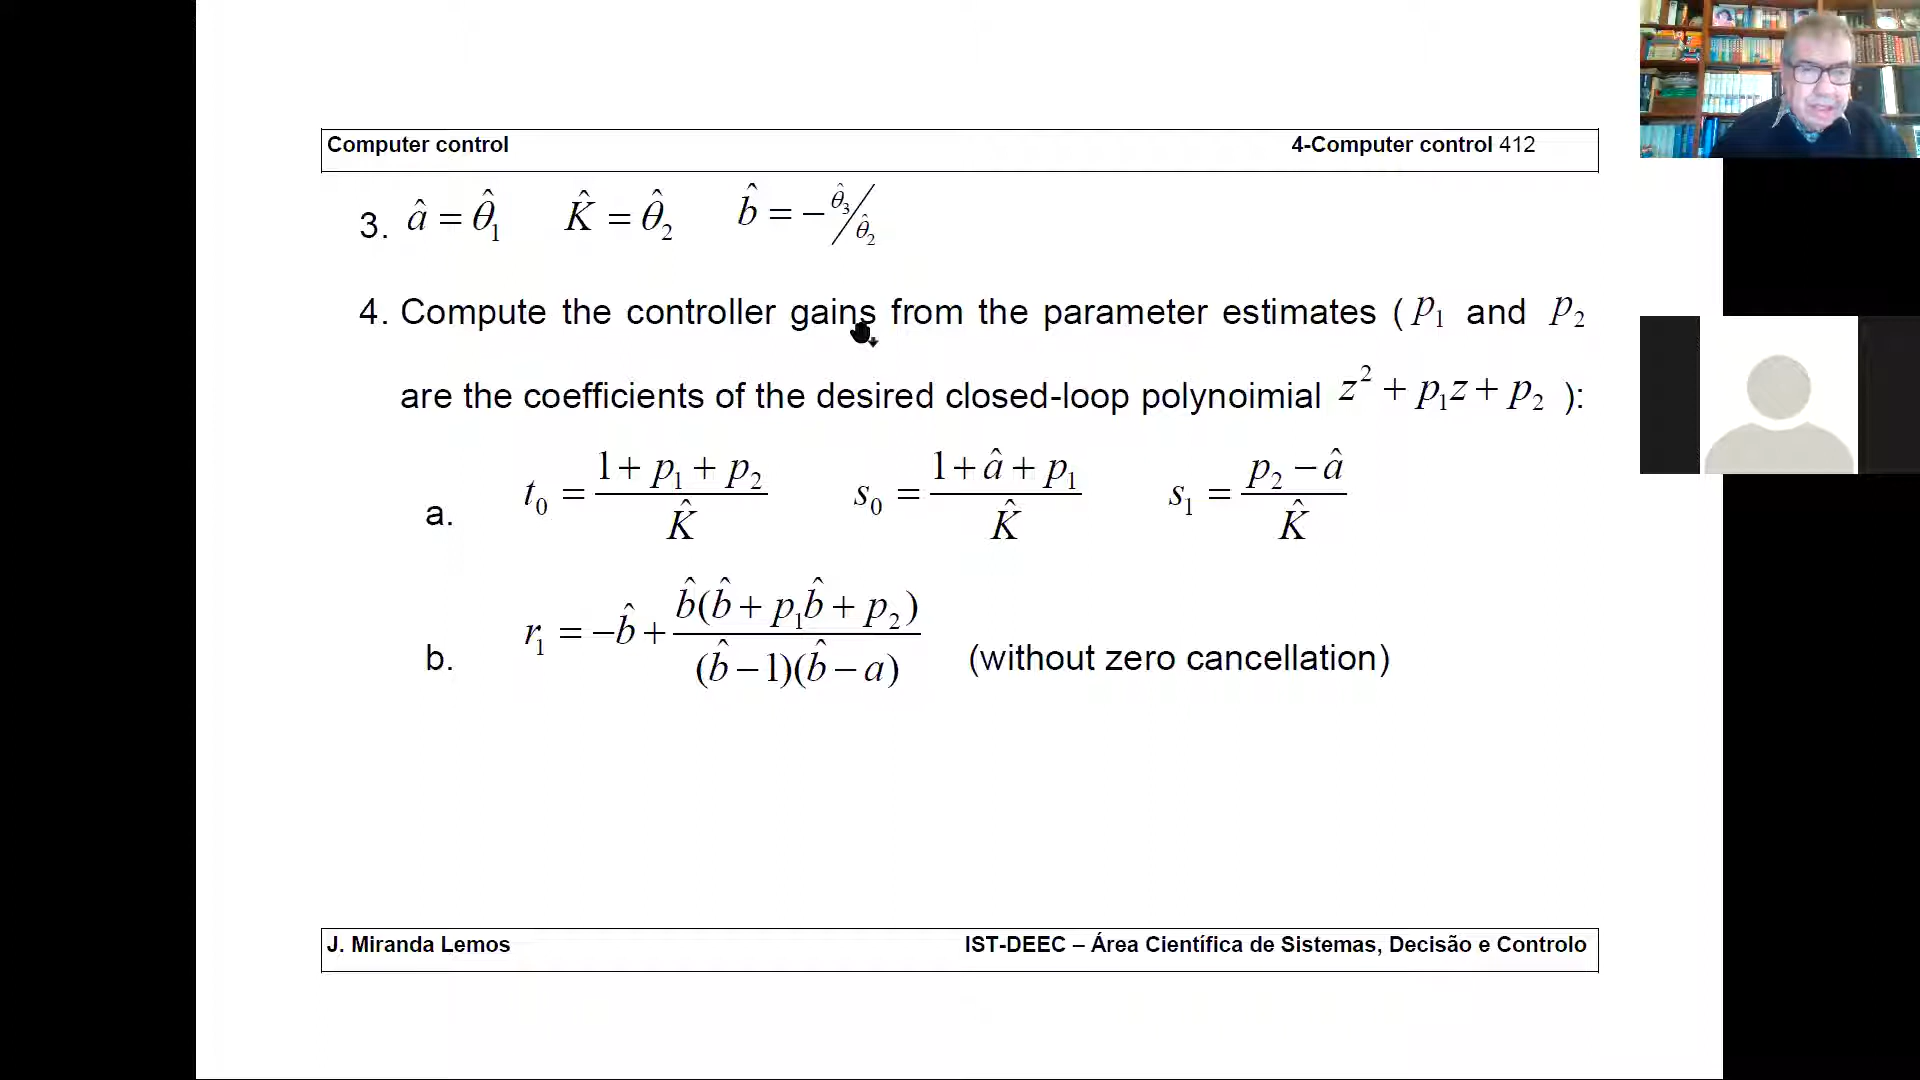 Computer control 4-Computer control 412
3. â = θ̂₁ K̂ = θ̂₂ b̂ = −θ̂₃/θ̂₂
4. Compute the controller gains from the parameter estimates ( p₁ and p₂
are the coefficients of the desired closed-loop polynoimial z² + p₁z + p₂ ):
a. t₀ = (1 + p₁ + p₂)/K̂ s₀ = (1 + â + p₁)/K̂ s₁ = (p₂ − â)/K̂
b. r₁ = −b̂ + b̂(b̂ + p₁b̂ + p₂)/((b̂ − 1)(b̂ − a)) (without zero cancellation)
J. Miranda Lemos IST-DEEC – Área Científica de Sistemas, Decisão e Controlo